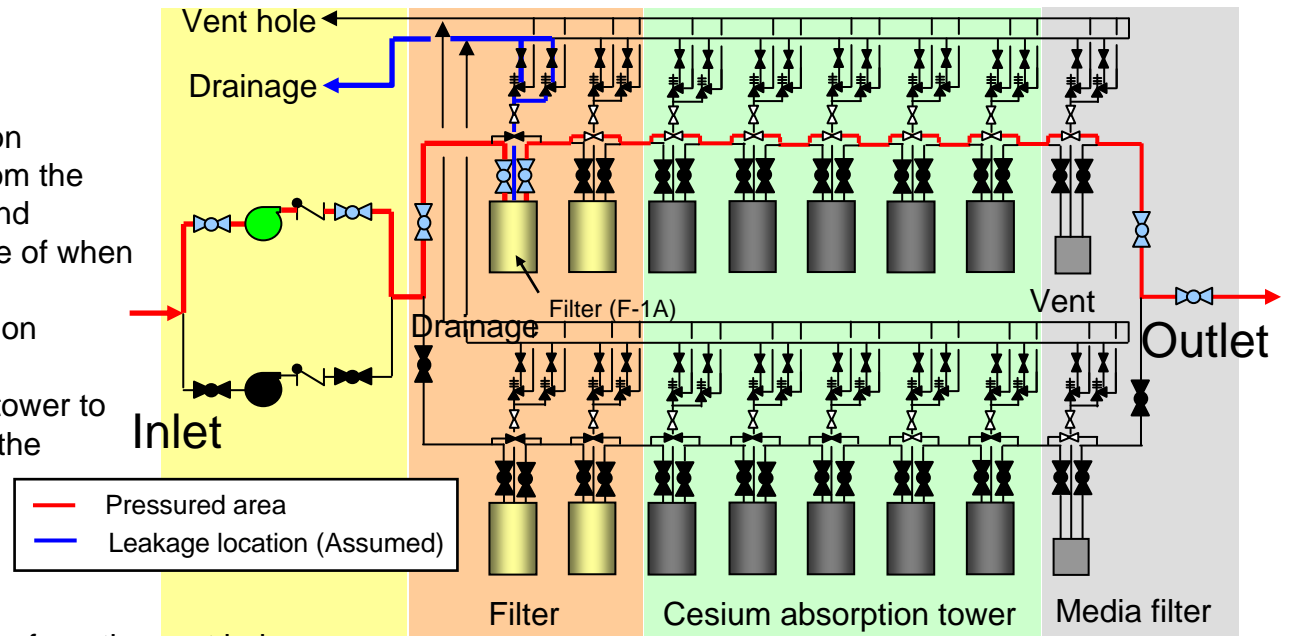 Vent hole
Drainage
on
om the
nd
e of when
on
tower to
the
Inlet
Filter (F-1A)
Drainage
Vent
Outlet
Pressured area
Leakage location (Assumed)
Filter
Cesium absorption tower
Media filter